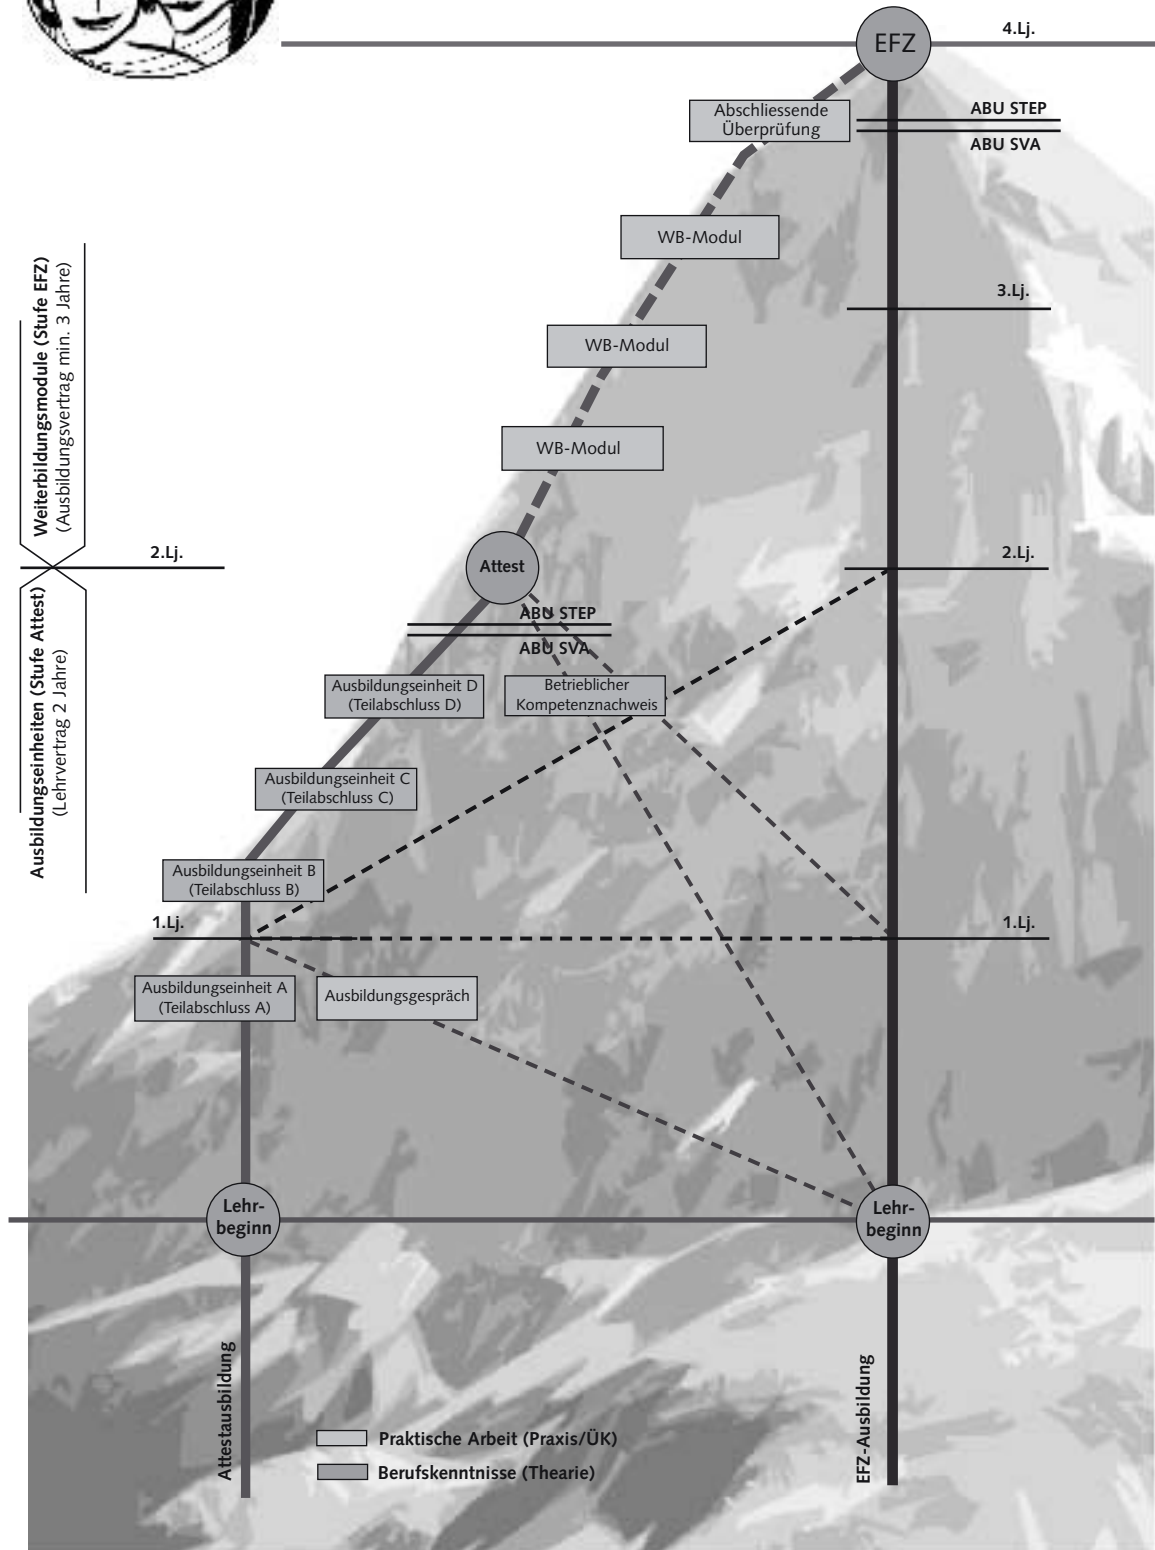 EFZ
4.Lj.
Abschliessende
Überprüfung
ABU STEP
ABU SVA
WB-Modul
3.Lj.
WB-Modul
WB-Modul
Weiterbildungsmodule (Stufe EFZ)
(Ausbildungsvertrag min. 3 Jahre)
2.Lj.
Attest
2.Lj.
ABU STEP
ABU SVA
Ausbildungseinheiten (Stufe Attest)
(Lehrvertrag 2 Jahre)
Ausbildungseinheit D
(Teilabschluss D)
Betrieblicher
Kompetenznachweis
Ausbildungseinheit C
(Teilabschluss C)
Ausbildungseinheit B
(Teilabschluss B)
1.Lj.
1.Lj.
Ausbildungseinheit A
(Teilabschluss A)
Ausbildungsgespräch
Lehr-
beginn
Lehr-
beginn
Attestausbildung
EFZ-Ausbildung
Praktische Arbeit (Praxis/ÜK)
Berufskenntnisse (Thearie)